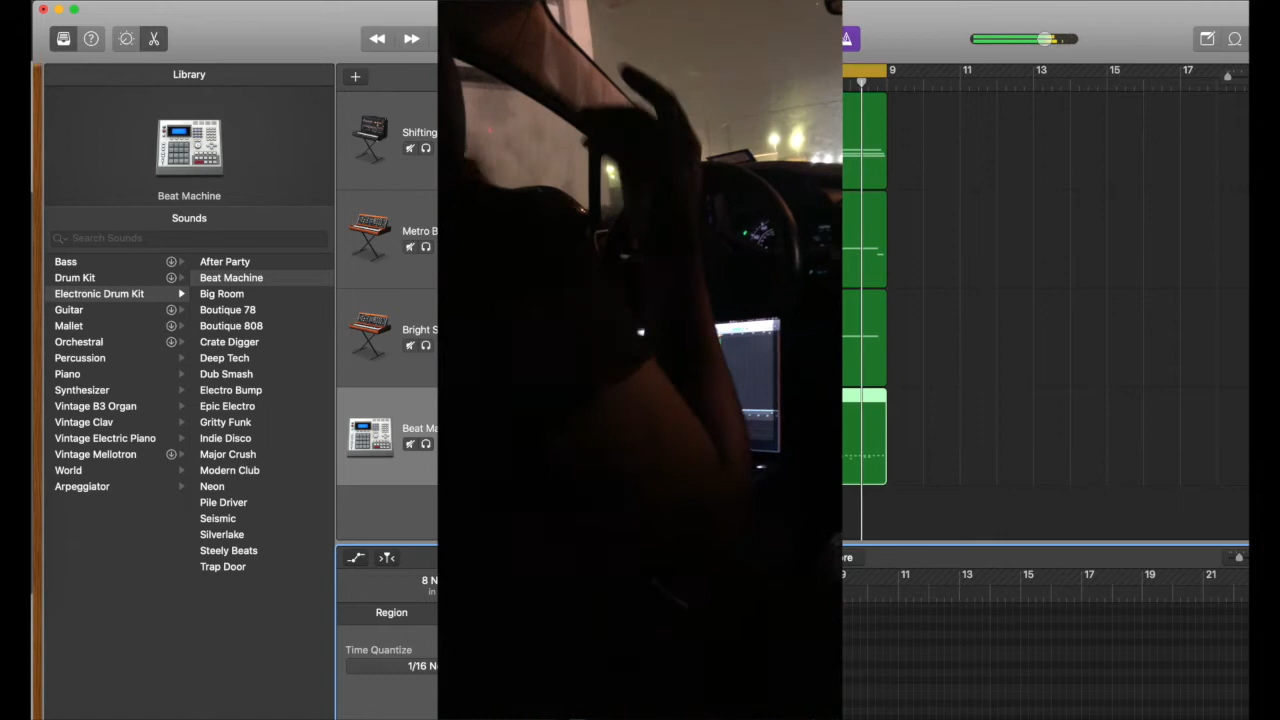 Library
Beat Machine
Sounds
Search Sounds
Bass
Drum Kit
Electronic Drum Kit
Guitar
Mallet
Orchestral
Percussion
Piano
Synthesizer
Vintage B3 Organ
Vintage Clav
Vintage Electric Piano
Vintage Mellotron
World
Arpeggiator
After Party
Beat Machine
Big Room
Boutique 78
Boutique 808
Crate Digger
Deep Tech
Dub Smash
Electro Bump
Epic Electro
Gritty Funk
Indie Disco
Major Crush
Modern Club
Neon
Pile Driver
Seismic
Silverlake
Steely Beats
Trap Door
Shifting
Metro B
Bright S
Beat Ma
8 N
in
Region
Time Quantize
1/16 N
9 11 13 15 17
ore
9 11 13 15 17 19 21